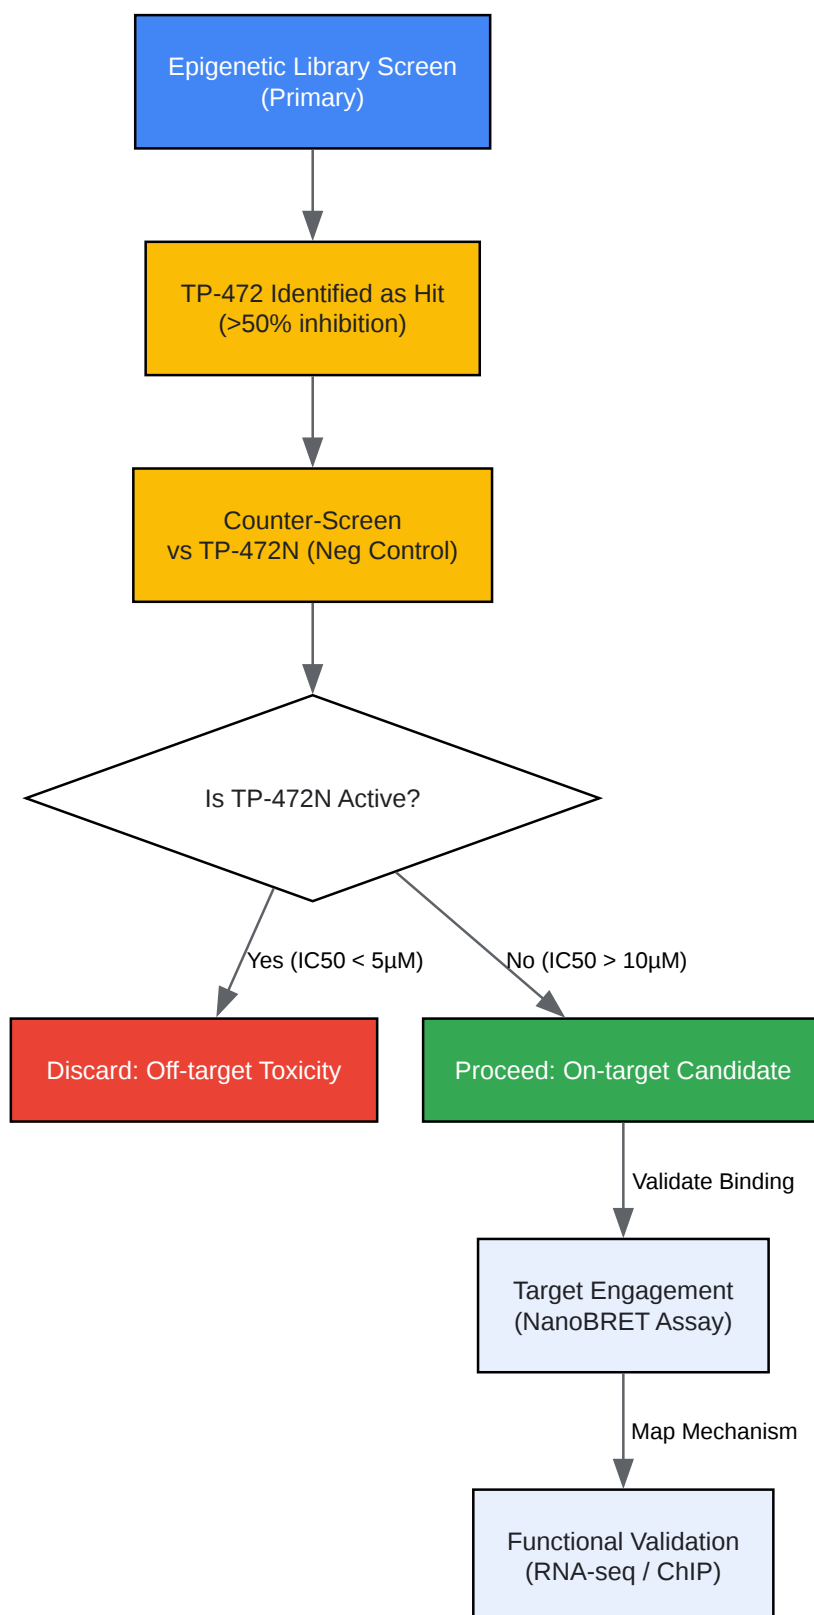 Epigenetic Library Screen
(Primary)
TP-472 Identified as Hit
(>50% inhibition)
Counter-Screen
vs TP-472N (Neg Control)
Is TP-472N Active?
Yes (IC50 < 5µM)
No (IC50 > 10µM)
Discard: Off-target Toxicity
Proceed: On-target Candidate
Validate Binding
Target Engagement
(NanoBRET Assay)
Map Mechanism
Functional Validation
(RNA-seq / ChIP)